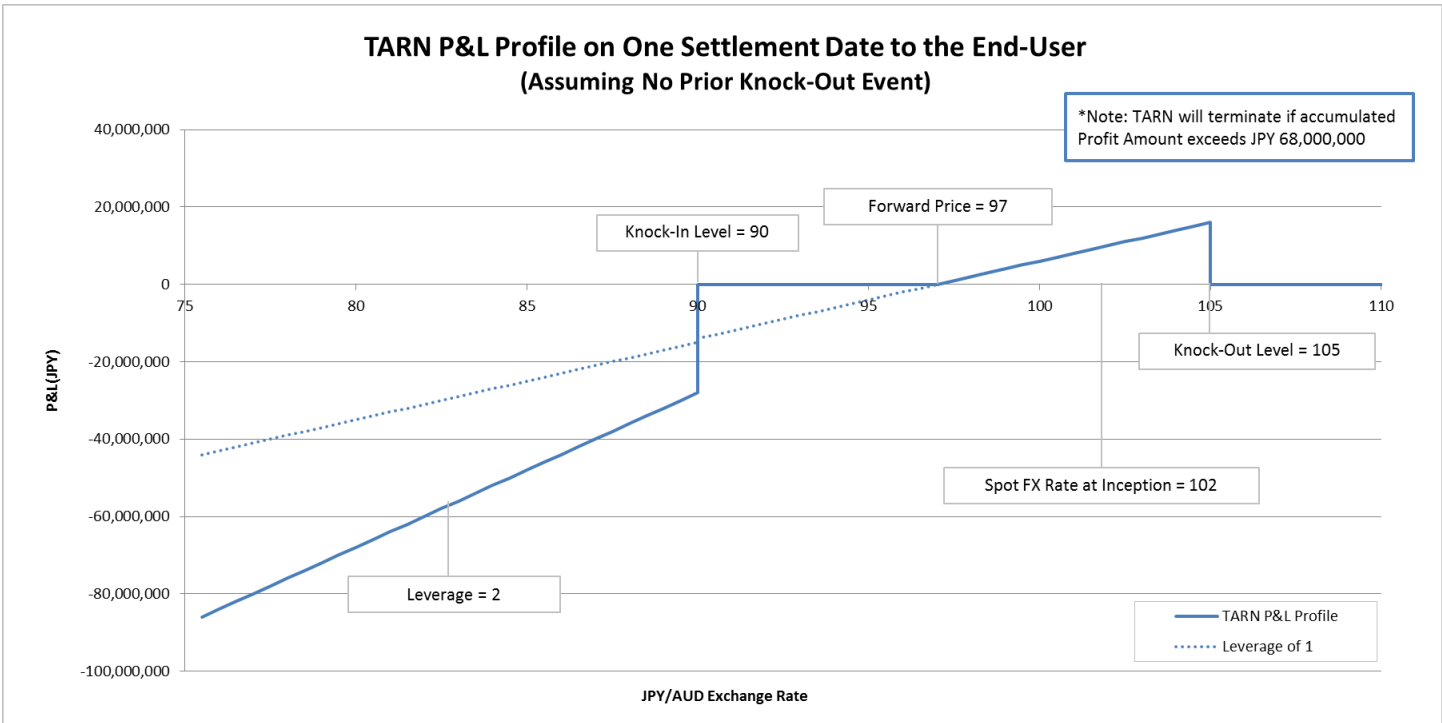 TARN P&L Profile on One Settlement Date to the End-User
(Assuming No Prior Knock-Out Event)
*Note: TARN will terminate if accumulated
Profit Amount exceeds JPY 68,000,000
40,000,000
20,000,000
0
-20,000,000
-40,000,000
-60,000,000
-80,000,000
-100,000,000
P&L(JPY)
Forward Price = 97
Knock-In Level = 90
75
80
85
90
95
100
105
110
Knock-Out Level = 105
Spot FX Rate at Inception = 102
Leverage = 2
TARN P&L Profile
Leverage of 1
JPY/AUD Exchange Rate